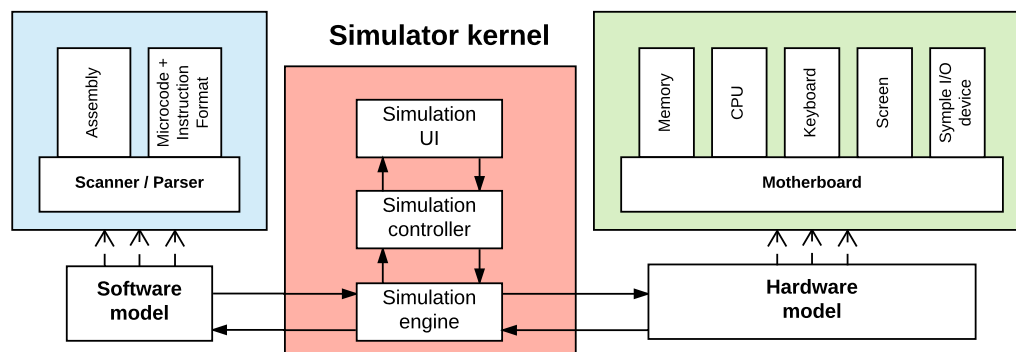 Simulator kernel
Assembly
Microcode +
Instruction
Format
Scanner / Parser
Simulation
UI
Simulation
controller
Simulation
engine
Memory
CPU
Keyboard
Screen
Symple I/O
device
Motherboard
Software
model
Hardware
model